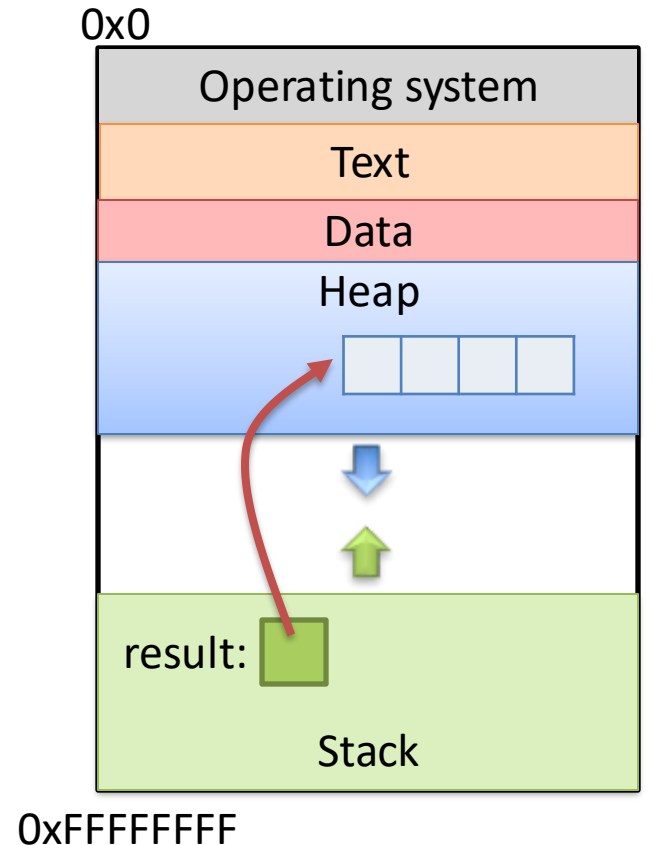 0x0
Operating system
Text
Data
Heap
result:
Stack
0xFFFFFFFF